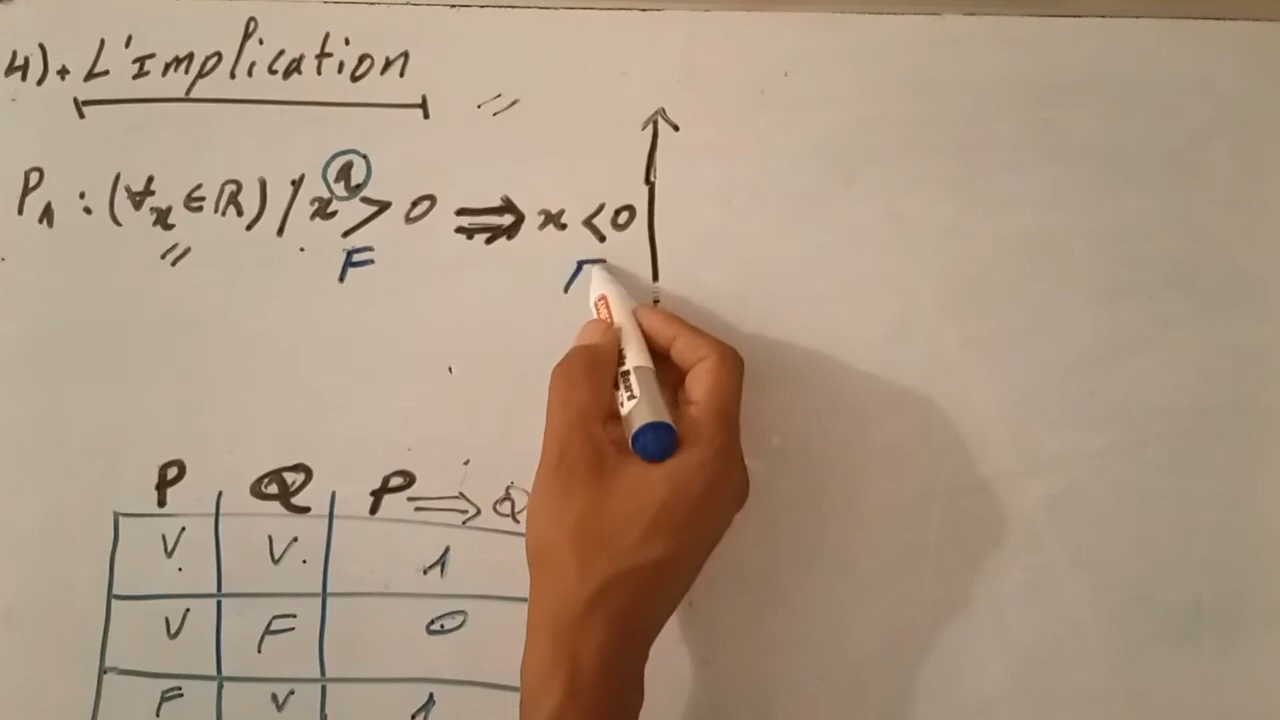 4). L'Implication
P₁ : (∀x ∈ ℝ) / x² > 0 ⇒ x < 0
F
P Q P ⇒ Q
V V. 1
V F 0
F V 1